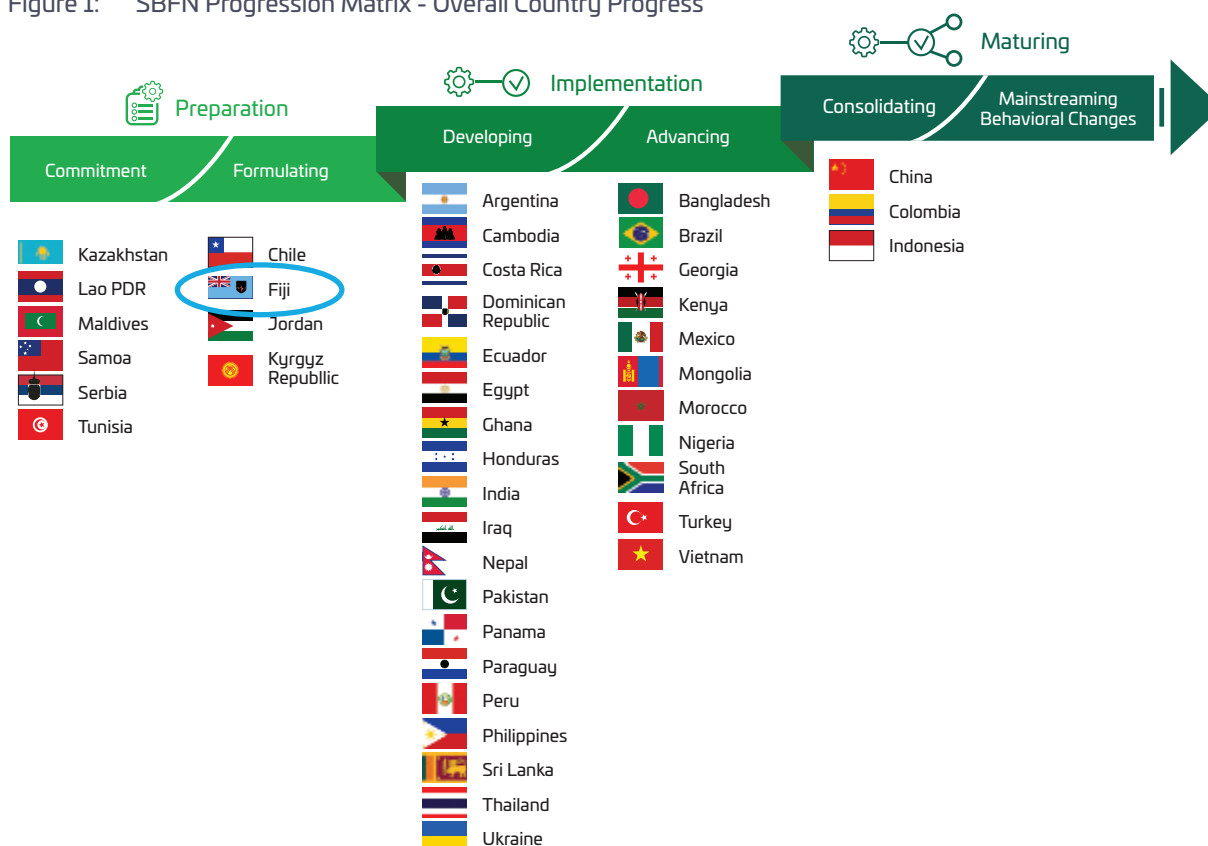 Figure 1: SBFN Progression Matrix - Overall Country Progress
Preparation
Implementation
Maturing
Commitment
Formulating
Developing
Advancing
Consolidating
Mainstreaming
Behavioral Changes
Kazakhstan
Lao PDR
Maldives
Samoa
Serbia
Tunisia
Chile
Fiji
Jordan
Kyrgyz
Republlic
Argentina
Cambodia
Costa Rica
Dominican
Republic
Ecuador
Egypt
Ghana
Honduras
India
Iraq
Nepal
Pakistan
Panama
Paraguay
Peru
Philippines
Sri Lanka
Thailand
Ukraine
Bangladesh
Brazil
Georgia
Kenya
Mexico
Mongolia
Morocco
Nigeria
South
Africa
Turkey
Vietnam
China
Colombia
Indonesia